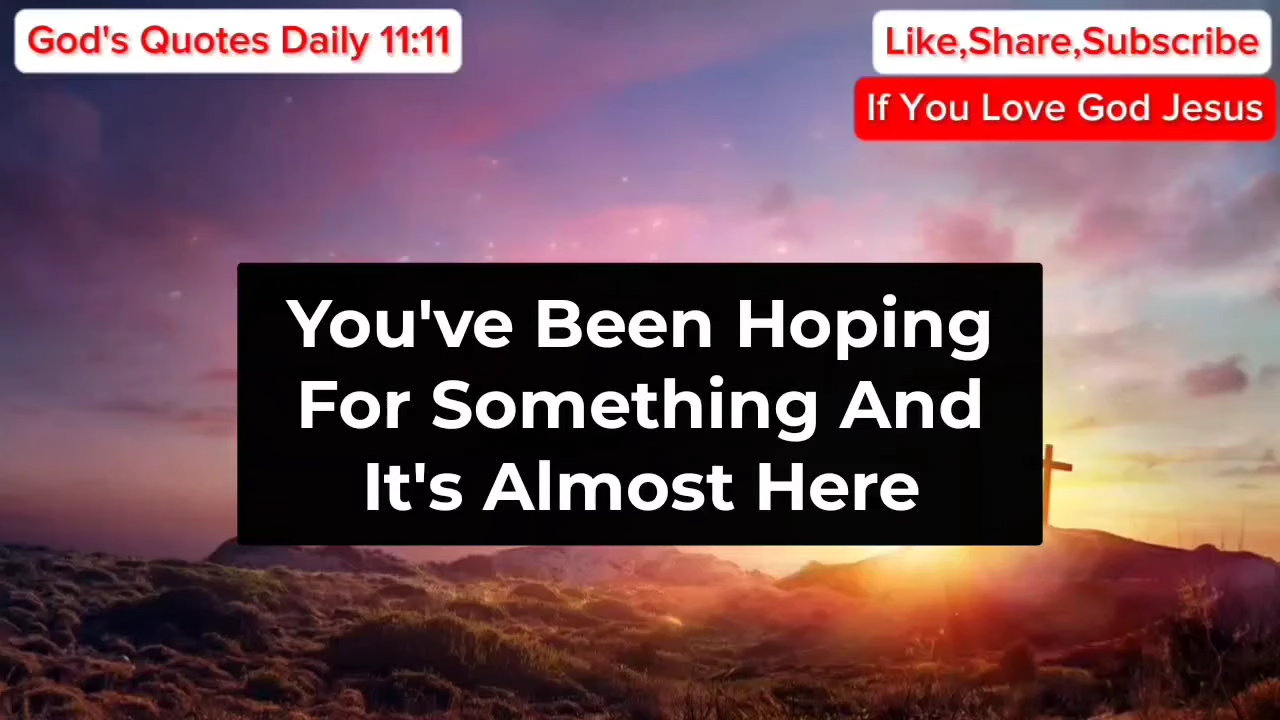 God's Quotes Daily 11:11
Like,Share,Subscribe
If You Love God Jesus
You've Been Hoping
For Something And
It's Almost Here